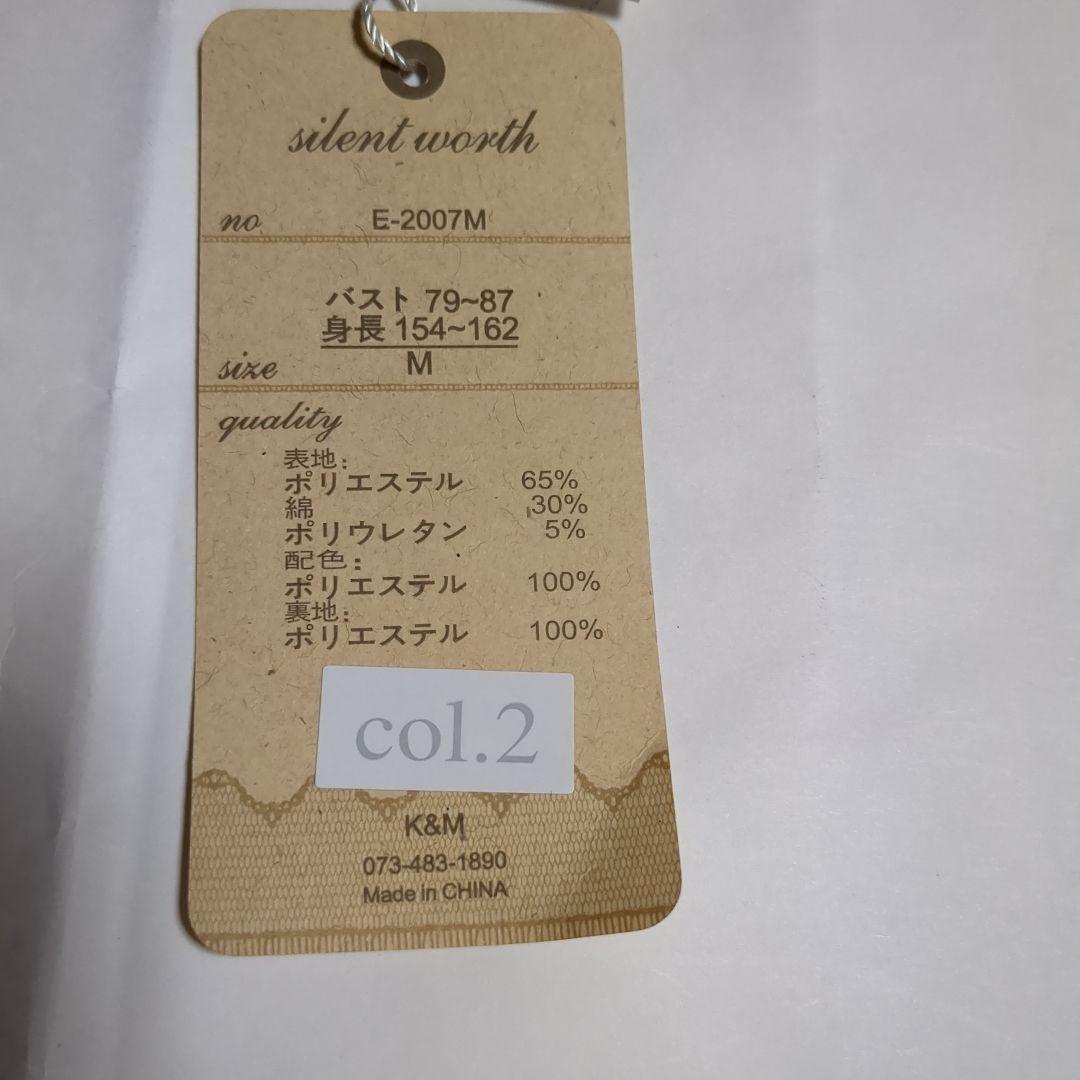 silent worth
no E-2007M
バスト 79~87
身長 154~162
size M
quality
表地:
ポリエステル 65%
綿 30%
ポリウレタン 5%
配色:
ポリエステル 100%
裏地:
ポリエステル 100%
col.2
K&M
073-483-1890
Made in CHINA